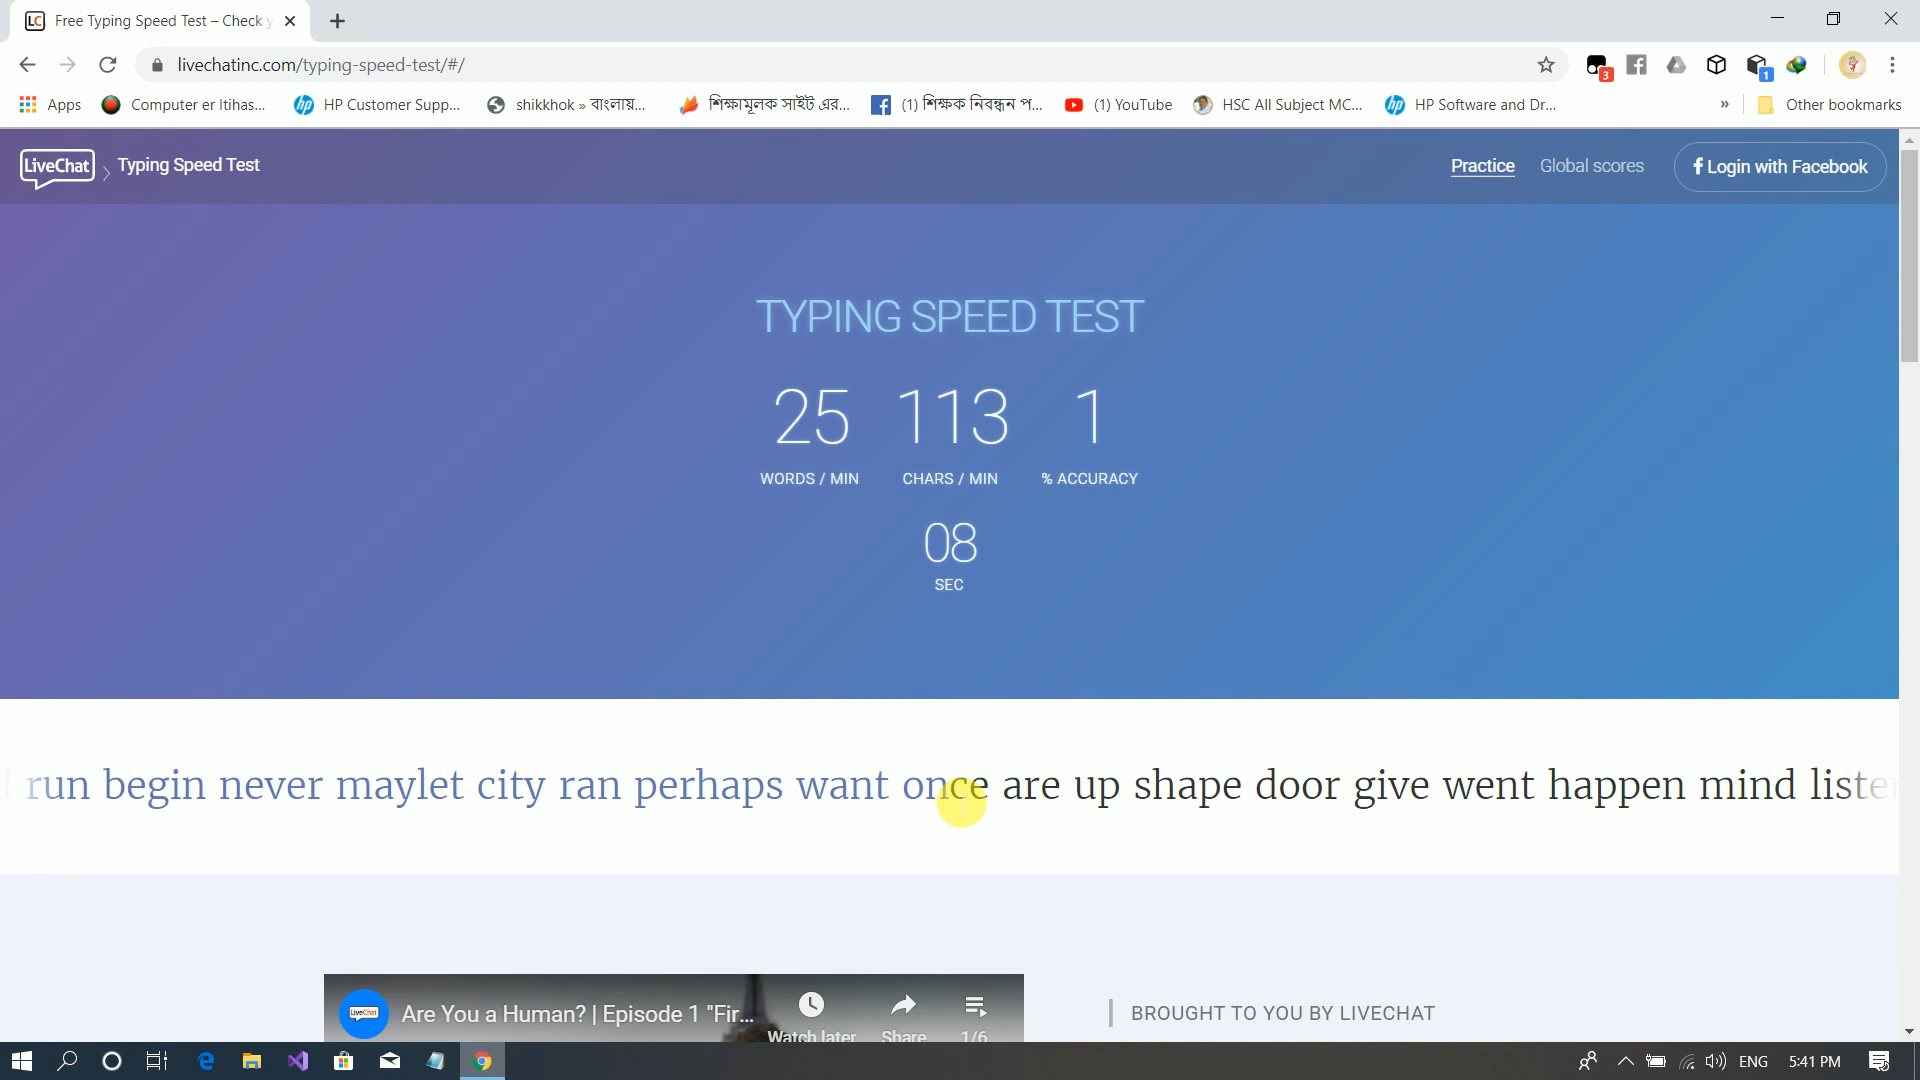 LC Free Typing Speed Test – Check y
livechatinc.com/typing-speed-test/#/
3 1
Apps Computer er Itihas... HP Customer Supp... shikkhok » বাংলায়... শিক্ষামূলক সাইট এর... (1) শিক্ষক নিবন্ধন প... (1) YouTube HSC All Subject MC... HP Software and Dr... » Other bookmarks
LiveChat Typing Speed Test Practice Global scores f Login with Facebook
TYPING SPEED TEST
25 113 1
WORDS / MIN CHARS / MIN % ACCURACY
08
SEC
run begin never maylet city ran perhaps want once are up shape door give went happen mind
LiveChat Are You a Human? | Episode 1 "Fir... Watch later Share 1/6
BROUGHT TO YOU BY LIVECHAT
ENG 5:41 PM